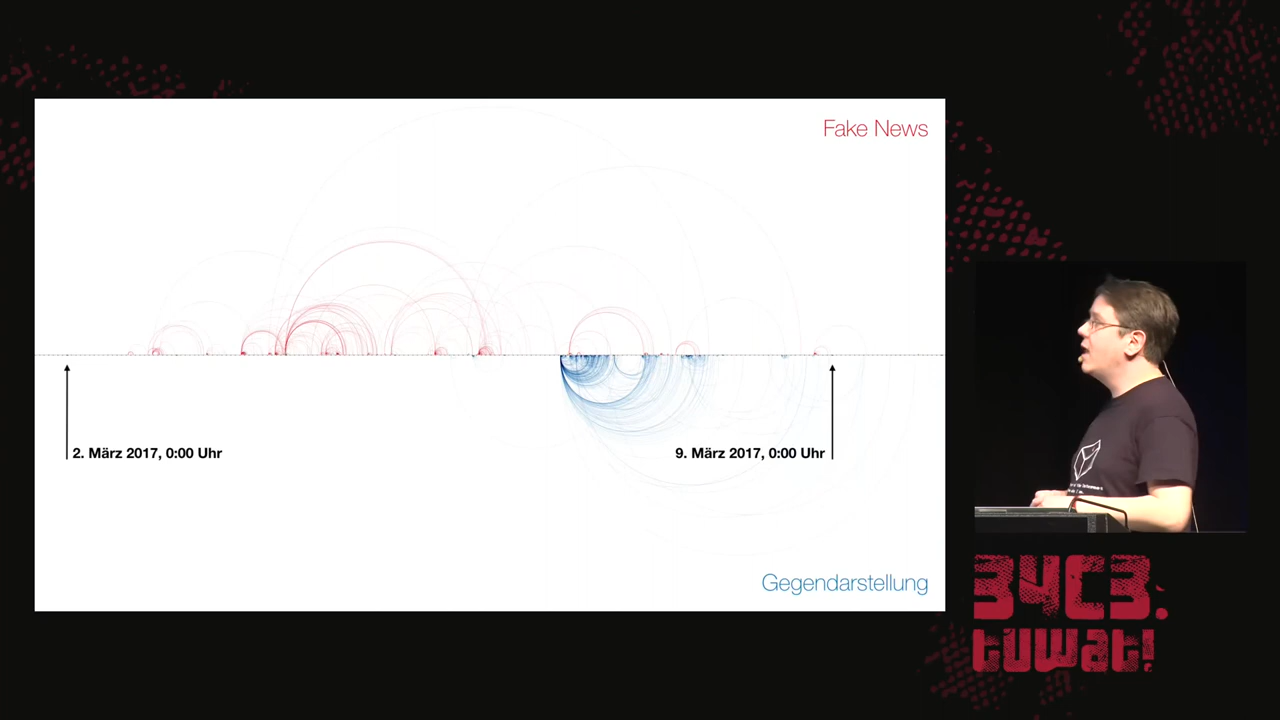 Fake News
2. März 2017, 0:00 Uhr
9. März 2017, 0:00 Uhr
Gegendarstellung
34C3.
tuwat!